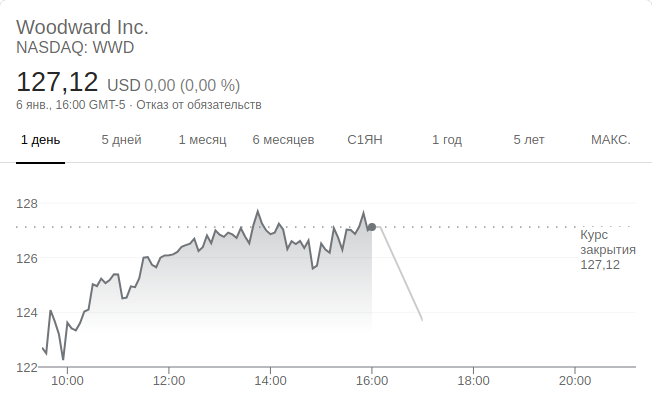 Woodward Inc.
NASDAQ: WWD
127,12 USD 0,00 (0,00 %)
6 янв., 16:00 GMT-5 · Отказ от обязательств
1 день 5 дней 1 месяц 6 месяцев С1ЯН 1 год 5 лет МАКС.
128
126
124
122
Курс
закрытия
127,12
10:00 12:00 14:00 16:00 18:00 20:00